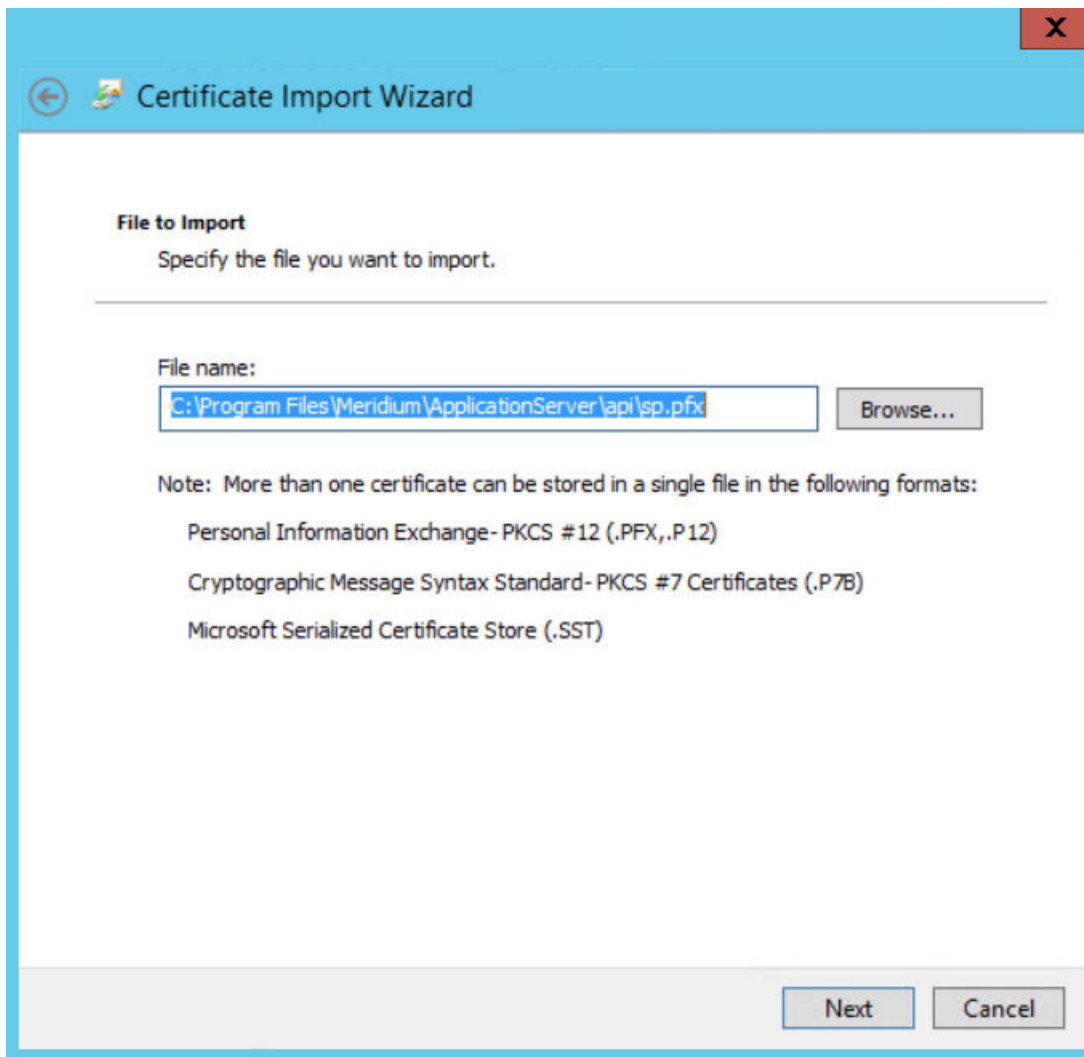 X
Certificate Import Wizard
File to Import
Specify the file you want to import.
File name:
C:\Program Files\Meridium\ApplicationServer\api\sp.pfx
Browse...
Note: More than one certificate can be stored in a single file in the following formats:
Personal Information Exchange- PKCS #12 (.PFX,.P12)
Cryptographic Message Syntax Standard- PKCS #7 Certificates (.P7B)
Microsoft Serialized Certificate Store (.SST)
Next
Cancel